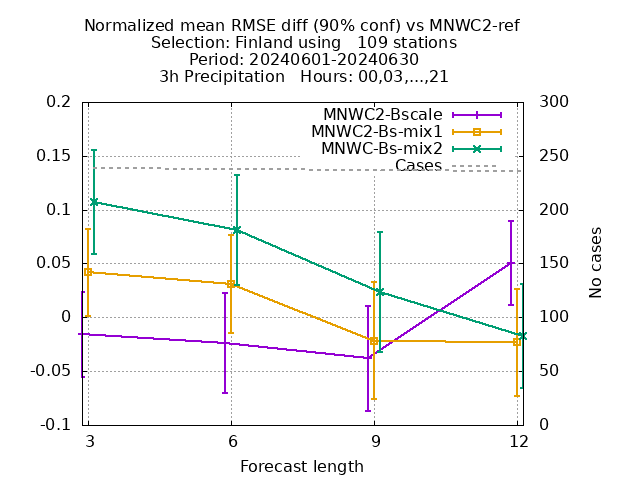 Normalized mean RMSE diff (90% conf) vs MNWC2-ref
Selection: Finland using   109 stations
Period: 20240601-20240630
3h Precipitation   Hours: 00,03,...,21
MNWC2-Bscale
MNWC2-Bs-mix1
MNWC-Bs-mix2
Cases
0.2
0.15
0.1
0.05
0
-0.05
-0.1
300
250
200
150
100
50
0
No cases
3 6 9 12
Forecast length